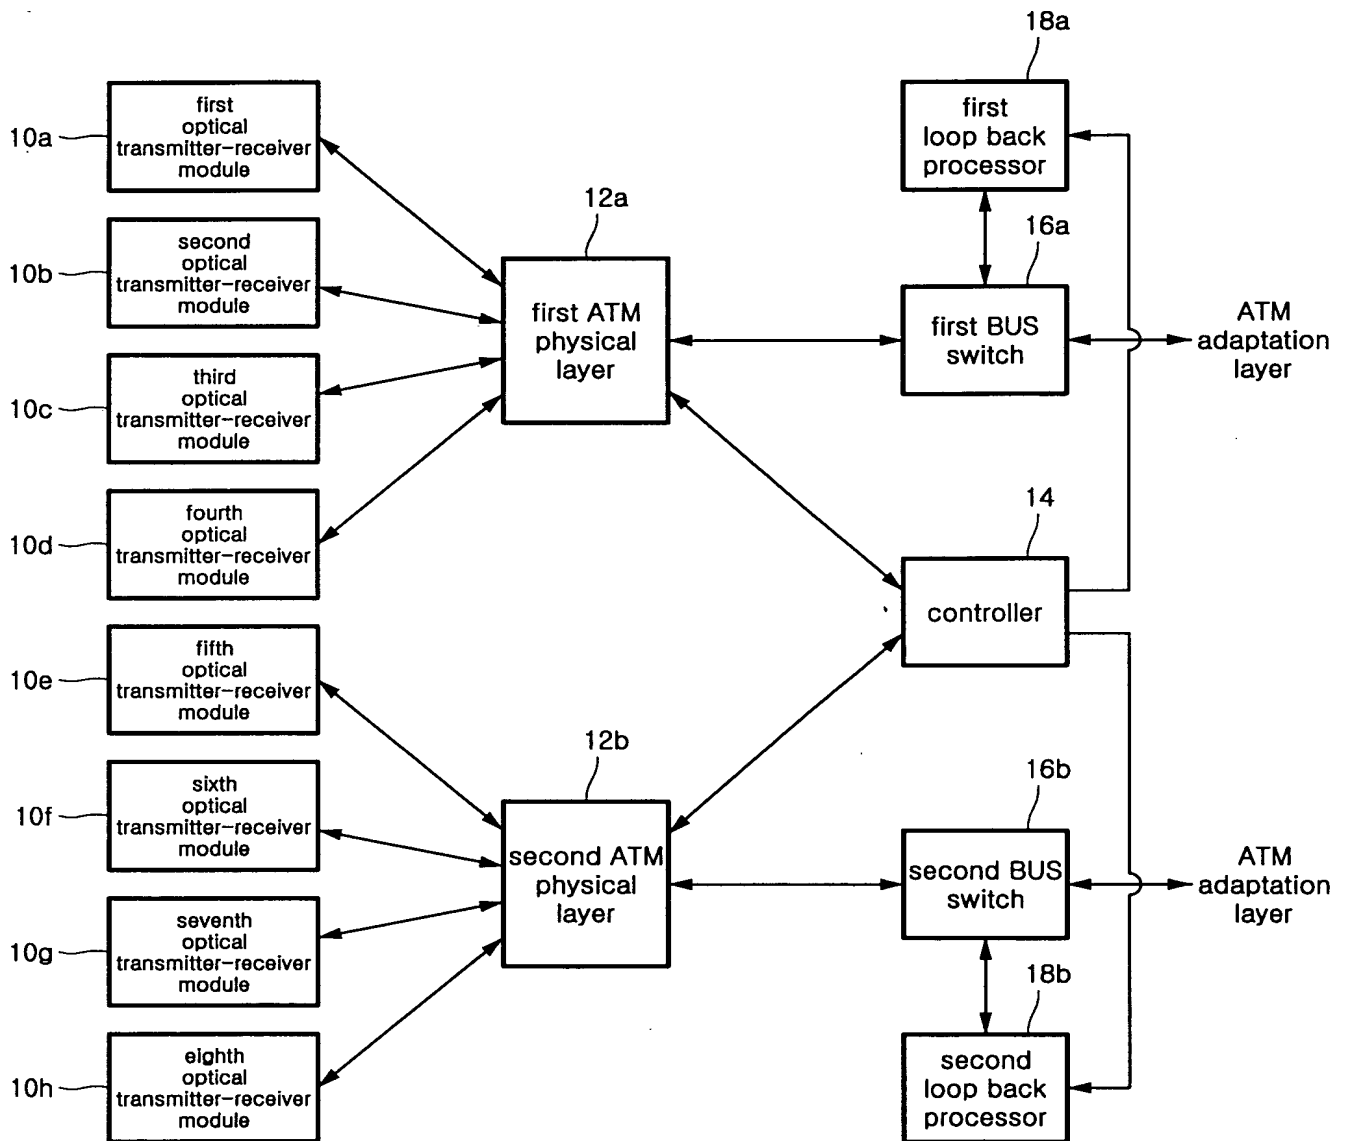 18a
first
optical
transmitter-receiver
module
10a
first
loop back
processor
12a
second
optical
transmitter-receiver
module
10b
16a
first ATM
physical
layer
first BUS
switch
ATM
adaptation
layer
third
optical
transmitter-receiver
module
10c
fourth
optical
transmitter-receiver
module
10d
14
controller
fifth
optical
transmitter-receiver
module
10e
12b
sixth
optical
transmitter-receiver
module
10f
16b
second ATM
physical
layer
second BUS
switch
ATM
adaptation
layer
seventh
optical
transmitter-receiver
module
10g
18b
eighth
optical
transmitter-receiver
module
10h
second
loop back
processor